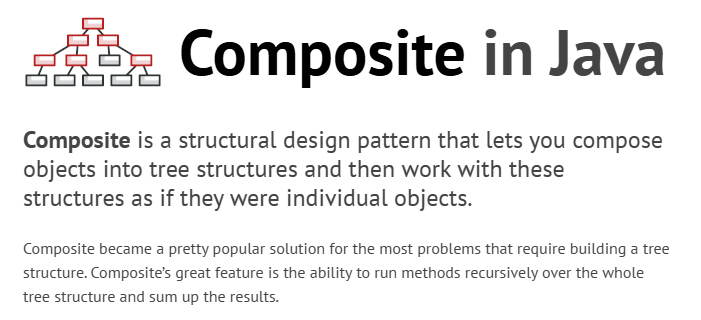 Composite in Java
Composite is a structural design pattern that lets you compose
objects into tree structures and then work with these
structures as if they were individual objects.
Composite became a pretty popular solution for the most problems that require building a tree
structure. Composite's great feature is the ability to run methods recursively over the whole
tree structure and sum up the results.